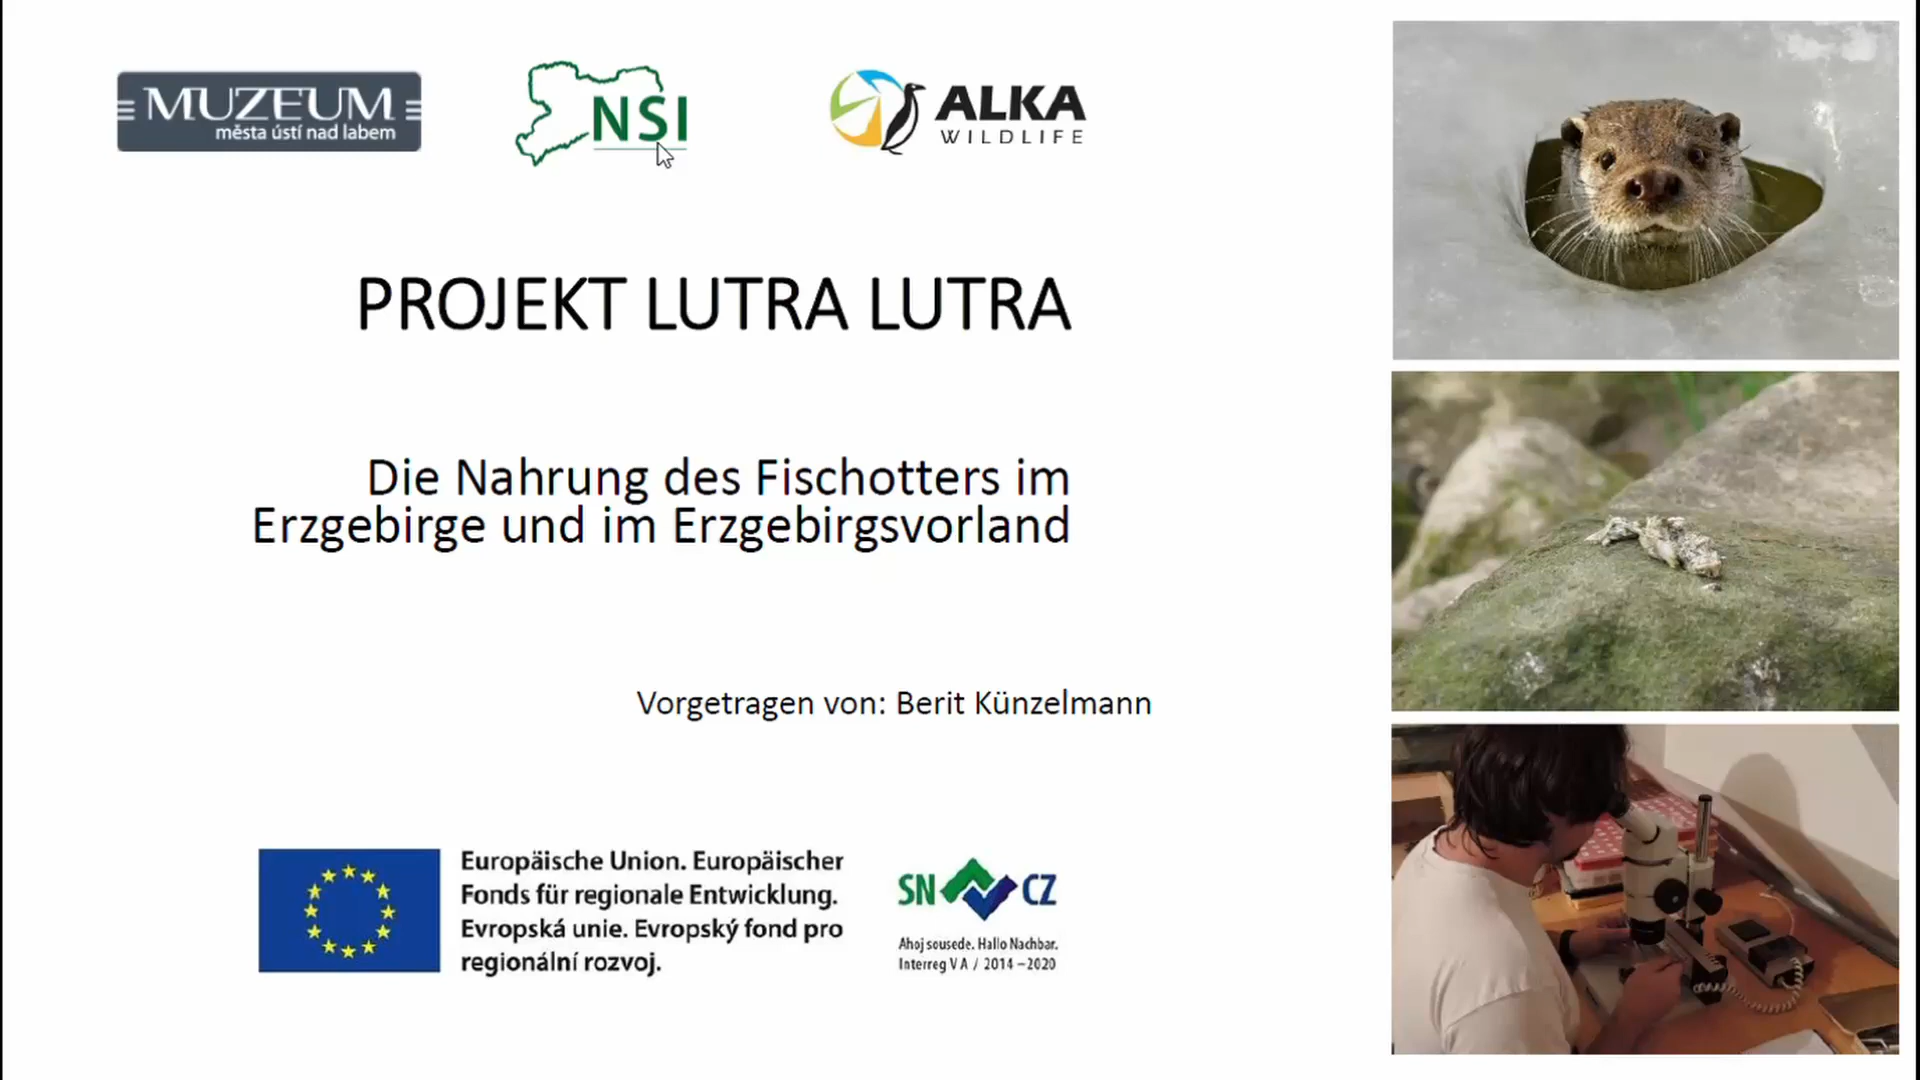 MUZEUM
města ústí nad labem
NSI
ALKA
WILDLIFE
PROJEKT LUTRA LUTRA
Die Nahrung des Fischotters im
Erzgebirge und im Erzgebirgsvorland
Vorgetragen von: Berit Künzelmann
Europäische Union. Europäischer
Fonds für regionale Entwicklung.
Evropská unie. Evropský fond pro
regionální rozvoj.
SN CZ
Ahoj sousede. Hallo Nachbar.
Interreg V A / 2014 – 2020